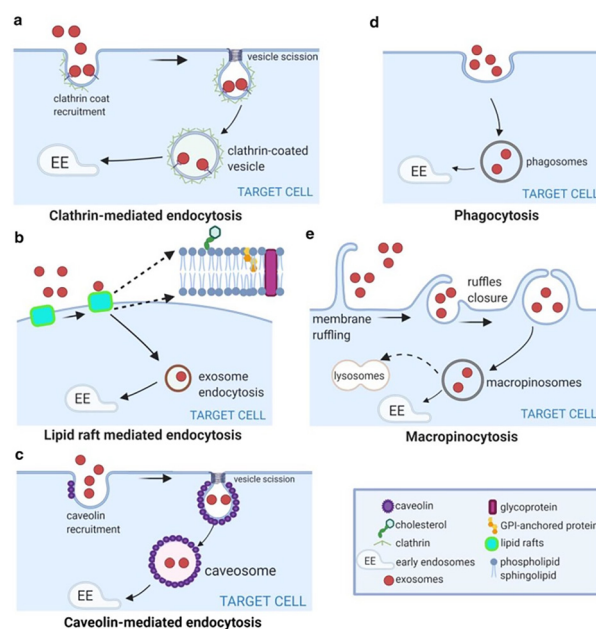 a
vesicle scission
clathrin coat
recruitment
clathrin-coated
vesicle
EE
TARGET CELL
Clathrin-mediated endocytosis
b
exosome
endocytosis
EE
TARGET CELL
Lipid raft mediated endocytosis
c
vesicle scission
caveolin
recruitment
caveosome
EE
TARGET CELL
Caveolin-mediated endocytosis
d
phagosomes
EE
TARGET CELL
Phagocytosis
e
ruffles
closure
membrane
ruffling
lysosomes
macropinosomes
EE
TARGET CELL
Macropinocytosis
caveolin
cholesterol
clathrin
EE
early endosomes
exosomes
glycoprotein
GPI-anchored protein
lipid rafts
phospholipid
sphingolipid